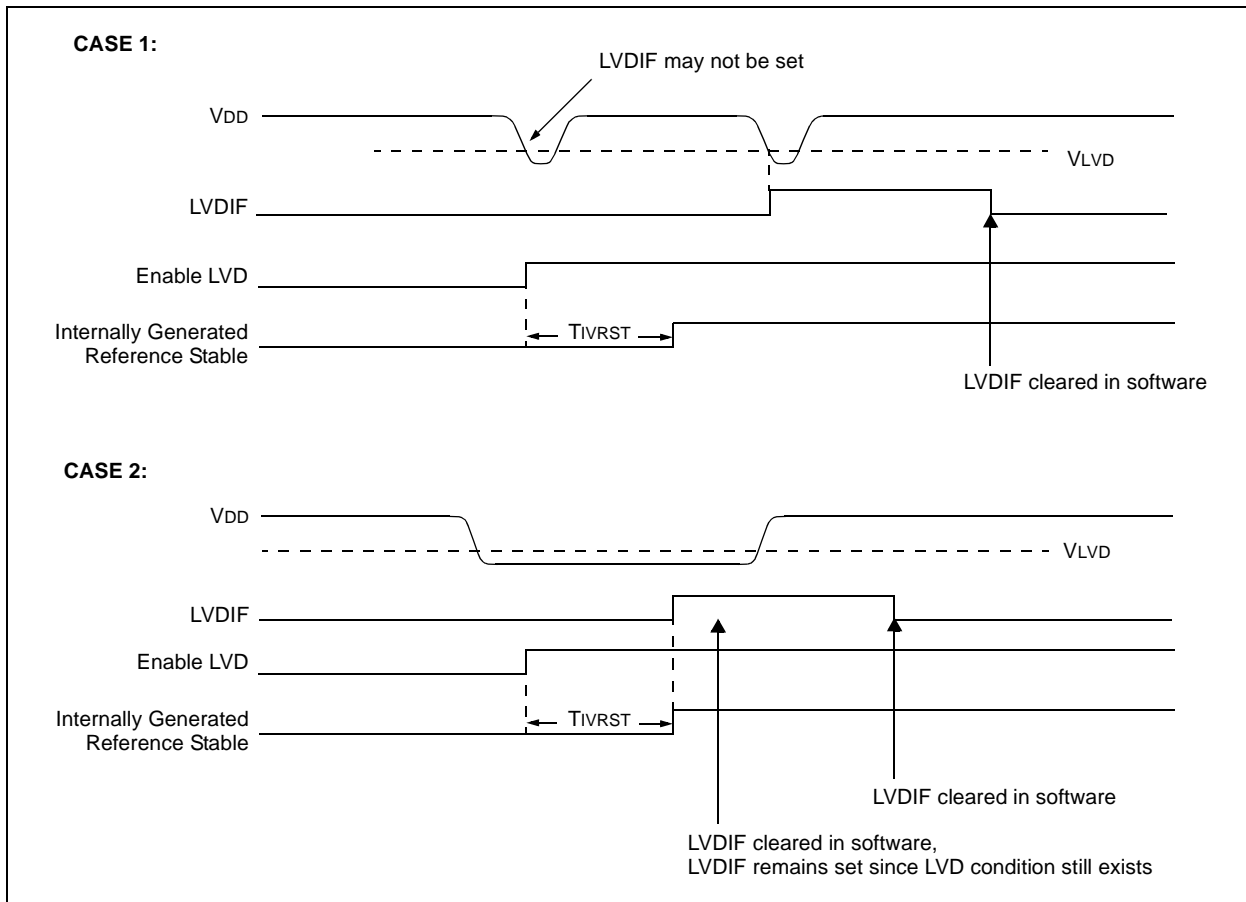 CASE 1:
LVDIF may not be set
VDD
VLVD
LVDIF
Enable LVD
Internally Generated
Reference Stable
TIVRST
LVDIF cleared in software
CASE 2:
VDD
VLVD
LVDIF
Enable LVD
Internally Generated
Reference Stable
TIVRST
LVDIF cleared in software
LVDIF cleared in software,
LVDIF remains set since LVD condition still exists